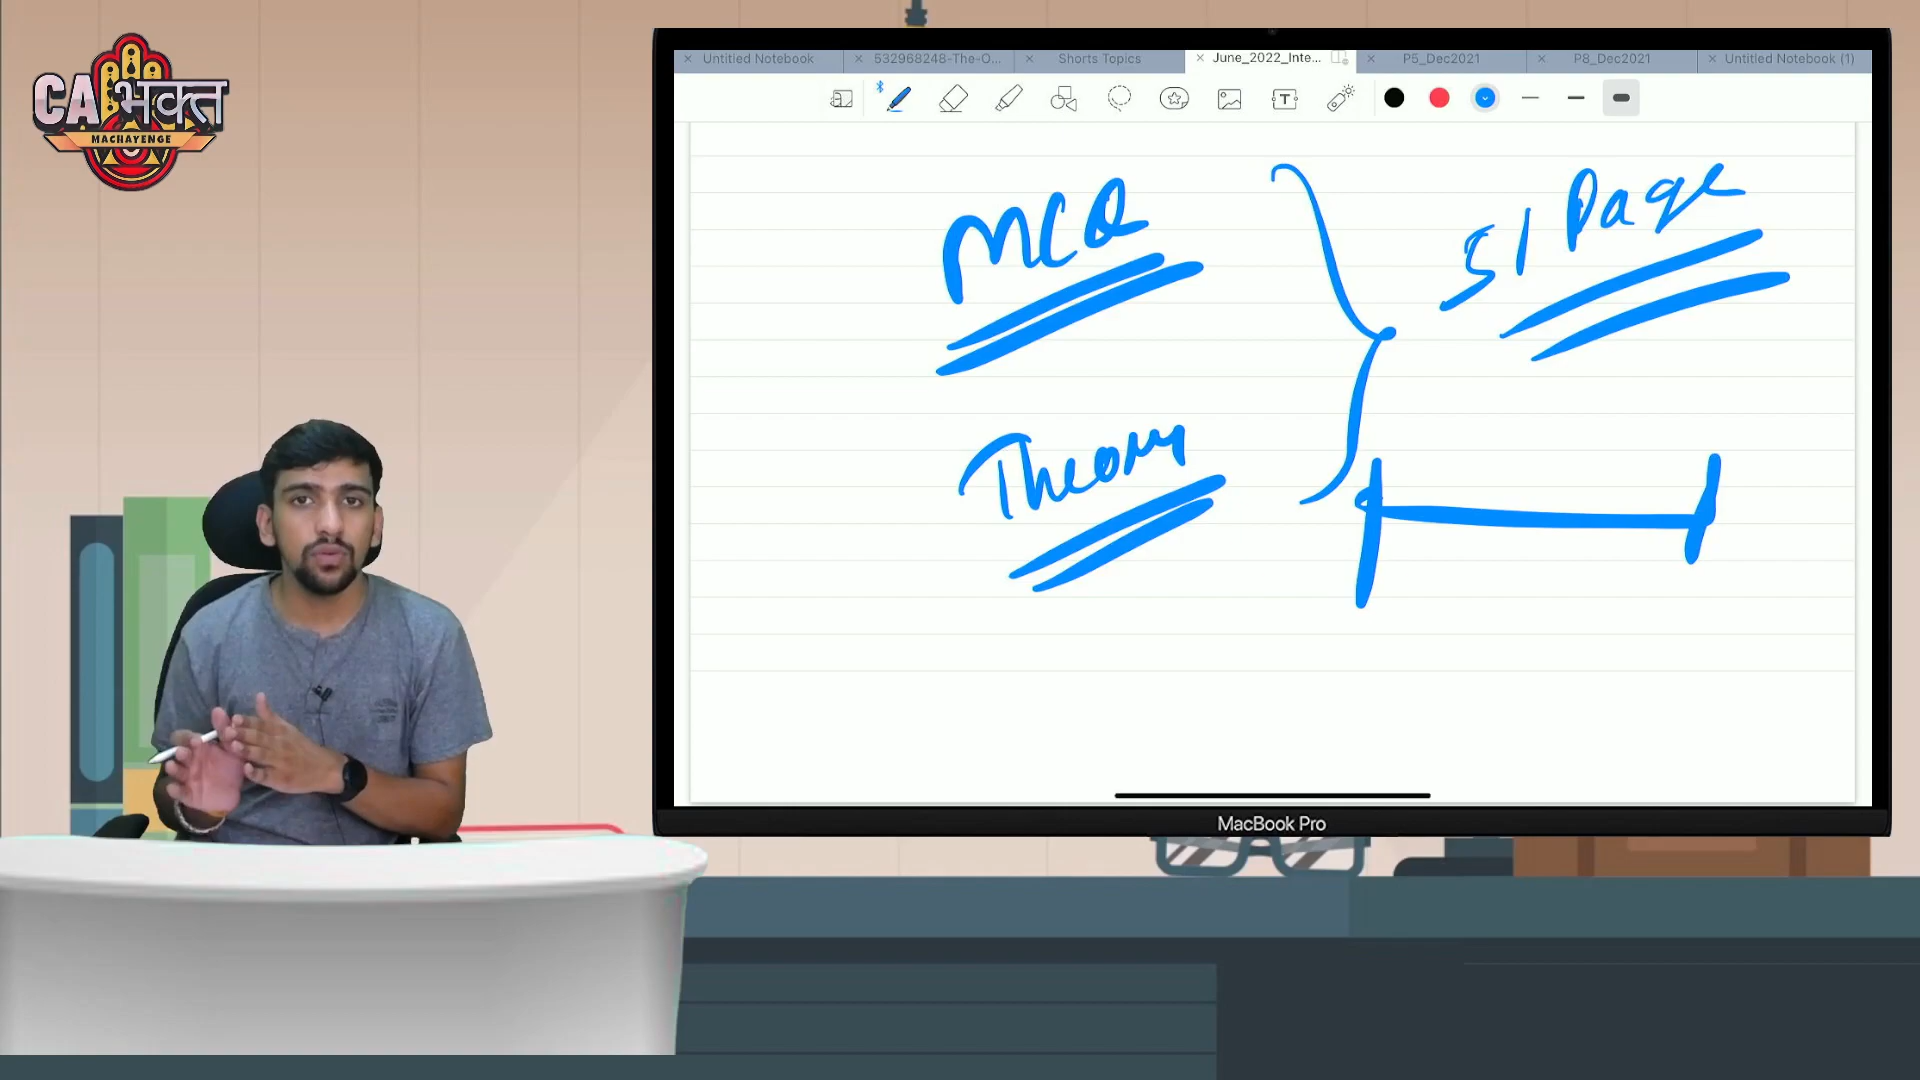 CA भक्त
MACHAYENGE
Untitled Notebook
532968248-The-O...
Shorts Topics
June_2022_Inte...
P5_Dec2021
P8_Dec2021
Untitled Notebook (1)
T
MCQ
51 Page
Theory
MacBook Pro